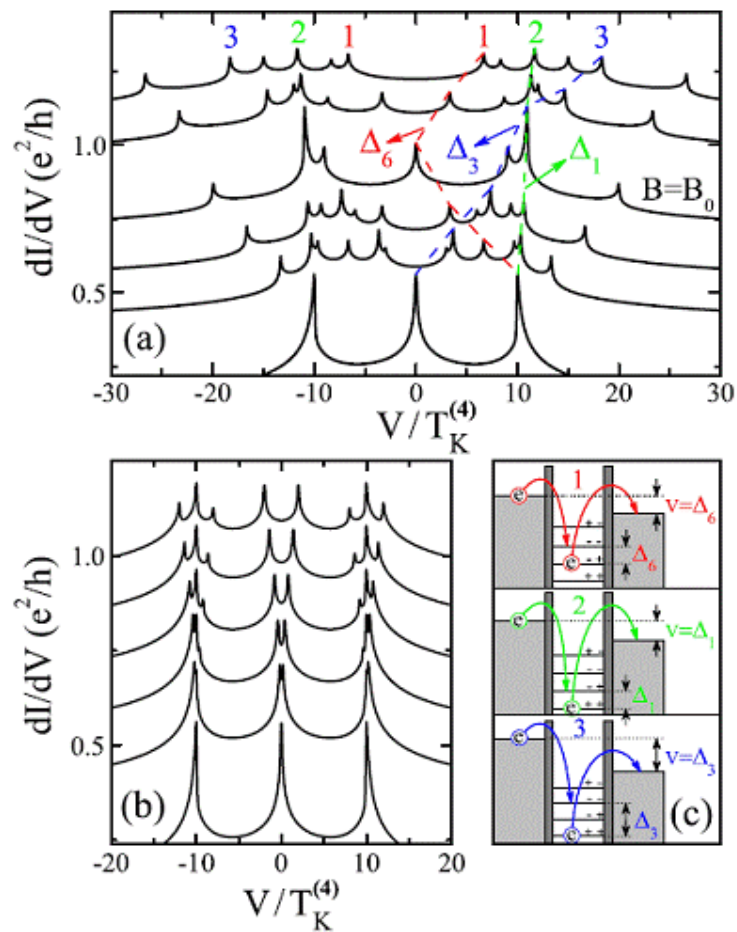 3 2 1 1 2 3
dI/dV (e²/h)
1.0
0.5
Δ₆ Δ₃ Δ₁
B=B₀
(a)
-30 -20 -10 0 10 20 30
V/T_K^(4)
dI/dV (e²/h)
1.0
0.5
(b)
-20 -10 0 10 20
V/T_K^(4)
1
e
v=Δ₆
+ -
- -
- +
+ +
Δ₆
e
2
e
v=Δ₁
+ -
- -
- +
Δ₁
e
+ +
3
e
v=Δ₃
+ -
- -
- +
Δ₃
e
+ +
(c)